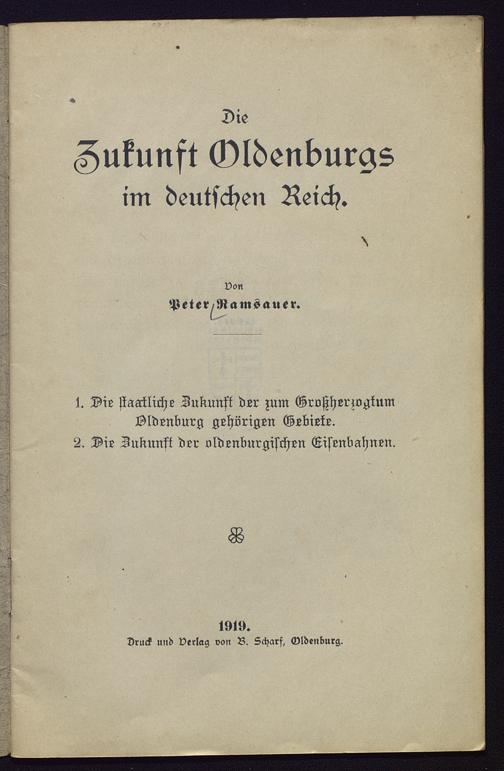 Die
Zukunft Oldenburgs
im deutschen Reich.
Von
Peter Ramsauer.
1. Die staatliche Zukunft der zum Großherzogtum
Oldenburg gehörigen Gebiete.
2. Die Zukunft der oldenburgischen Eisenbahnen.
1919.
Druck und Verlag von B. Scharf, Oldenburg.